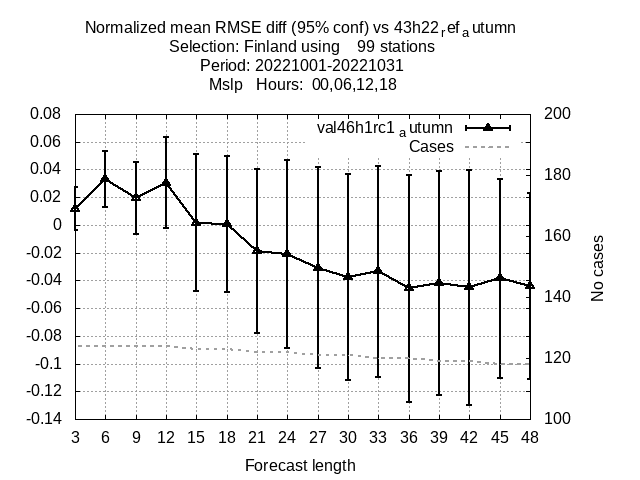 Normalized mean RMSE diff (95% conf) vs 43h22refautumn
Selection: Finland using    99 stations
Period: 20221001-20221031
Mslp   Hours:  00,06,12,18
val46h1rc1autumn
Cases
0.08
0.06
0.04
0.02
0
-0.02
-0.04
-0.06
-0.08
-0.1
-0.12
-0.14
200
180
160
140
120
100
No cases
3 6 9 12 15 18 21 24 27 30 33 36 39 42 45 48
Forecast length